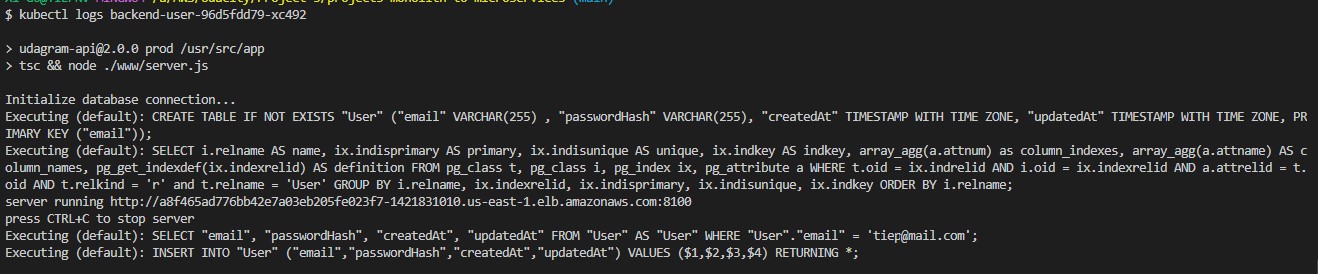 $ kubectl logs backend-user-96d5fdd79-xc492
> udagram-api@2.0.0 prod /usr/src/app
> tsc && node ./www/server.js
Initialize database connection...
Executing (default): CREATE TABLE IF NOT EXISTS "User" ("email" VARCHAR(255) , "passwordHash" VARCHAR(255), "createdAt" TIMESTAMP WITH TIME ZONE, "updatedAt" TIMESTAMP WITH TIME ZONE, PR
IMARY KEY ("email"));
Executing (default): SELECT i.relname AS name, ix.indisprimary AS primary, ix.indisunique AS unique, ix.indkey AS indkey, array_agg(a.attnum) as column_indexes, array_agg(a.attname) AS c
olumn_names, pg_get_indexdef(ix.indexrelid) AS definition FROM pg_class t, pg_class i, pg_index ix, pg_attribute a WHERE t.oid = ix.indrelid AND i.oid = ix.indexrelid AND a.attrelid = t.
oid AND t.relkind = 'r' and t.relname = 'User' GROUP BY i.relname, ix.indexrelid, ix.indisprimary, ix.indisunique, ix.indkey ORDER BY i.relname;
server running http://a8f465ad776bb42e7a03eb205fe023f7-1421831010.us-east-1.elb.amazonaws.com:8100
press CTRL+C to stop server
Executing (default): SELECT "email", "passwordHash", "createdAt", "updatedAt" FROM "User" AS "User" WHERE "User"."email" = 'tiep@mail.com';
Executing (default): INSERT INTO "User" ("email","passwordHash","createdAt","updatedAt") VALUES ($1,$2,$3,$4) RETURNING *;